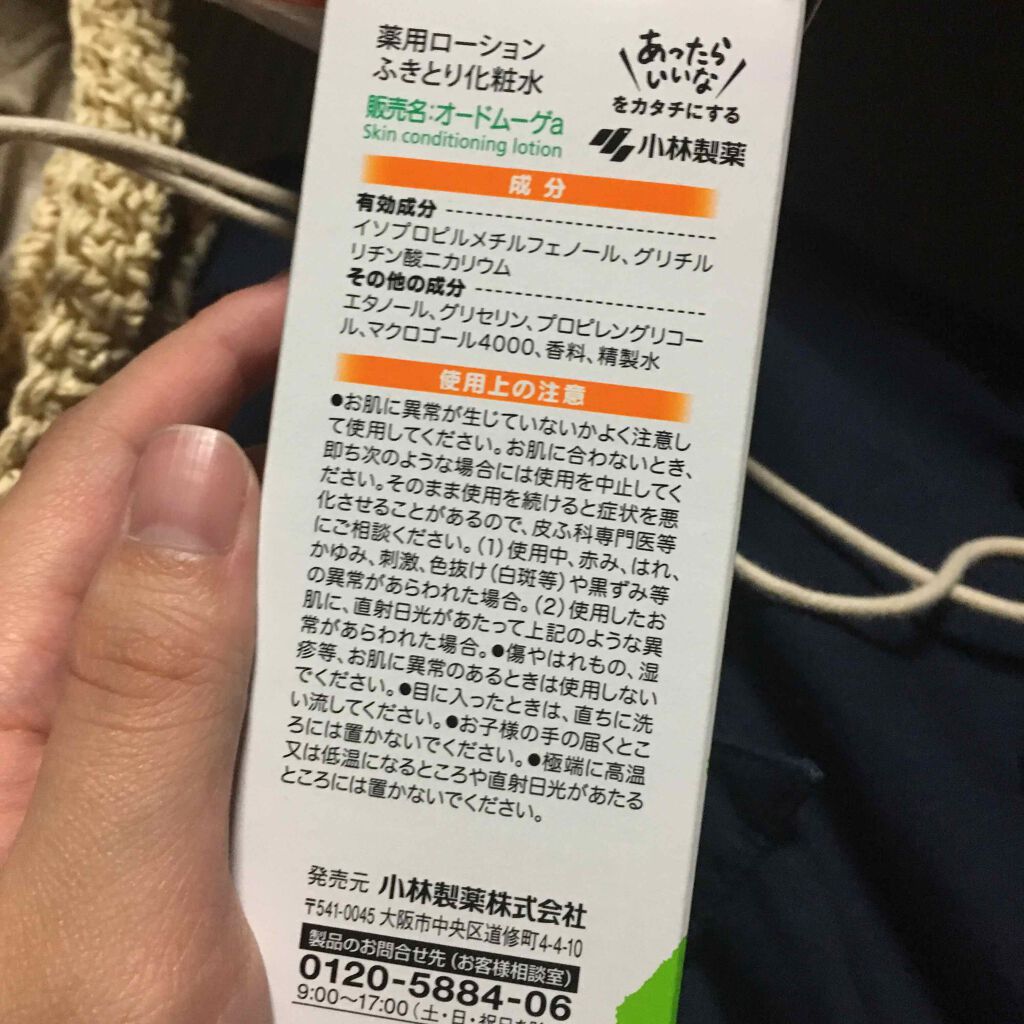 薬用ローション
ふきとり化粧水
販売名:オードムーゲa
Skin conditioning lotion
あったら
いいな
をカタチにする
小林製薬
成分
有効成分
イソプロピルメチルフェノール、グリチル
リチン酸ニカリウム
その他の成分
エタノール、グリセリン、プロピレングリコー
ル、マクロゴール4000、香料、精製水
使用上の注意
●お肌に異常が生じていないかよく注意し
て使用してください。お肌に合わないとき、
即ち次のような場合には使用を中止してく
ださい。そのまま使用を続けると症状を悪
化させることがあるので、皮ふ科専門医等
にご相談ください。(1)使用中、赤み、はれ、
かゆみ、刺激、色抜け(白斑等)や黒ずみ等
の異常があらわれた場合。(2)使用したお
肌に、直射日光があたって上記のような異
常があらわれた場合。●傷やはれもの、湿
疹等、お肌に異常のあるときは使用しない
でください。●目に入ったときは、直ちに洗
い流してください。●お子様の手の届くとこ
ろには置かないでください。●極端に高温
又は低温になるところや直射日光があたる
ところには置かないでください。
発売元 小林製薬株式会社
〒541-0045 大阪市中央区道修町4-4-10
製品のお問合せ先(お客様相談室)
0120-5884-06
9:00〜17:00(土・日・祝日を